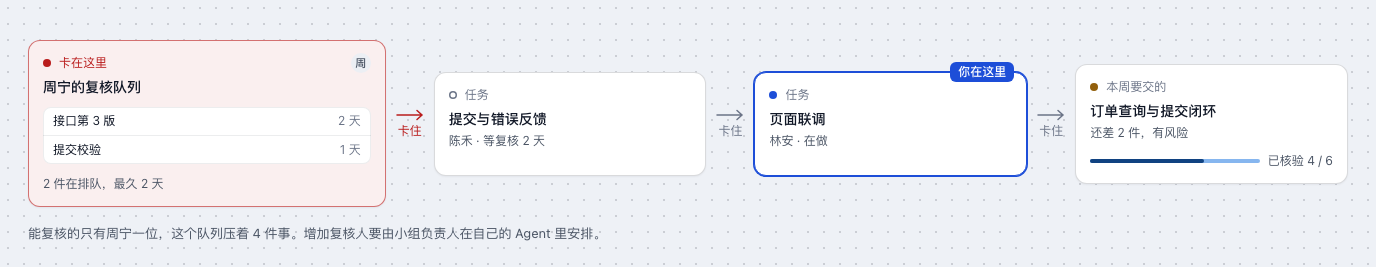 卡在这里
周
周宁的复核队列
接口第 3 版
2 天
提交校验
1 天
2 件在排队，最久 2 天
卡住
任务
提交与错误反馈
陈禾 · 等复核 2 天
卡住
你在这里
任务
页面联调
林安 · 在做
卡住
本周要交的
订单查询与提交闭环
还差 2 件，有风险
已核验 4 / 6
能复核的只有周宁一位，这个队列压着 4 件事。增加复核人要由小组负责人在自己的 Agent 里安排。